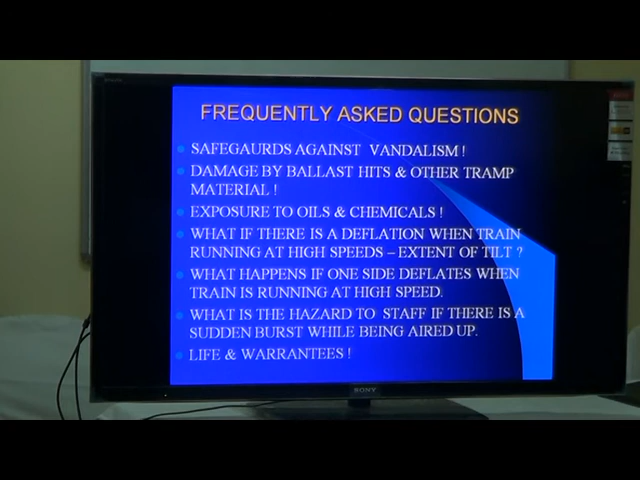 FREQUENTLY ASKED QUESTIONS
SAFEGAURDS AGAINST VANDALISM !
DAMAGE BY BALLAST HITS & OTHER TRAMP
MATERIAL !
EXPOSURE TO OILS & CHEMICALS !
WHAT IF THERE IS A DEFLATION WHEN TRAIN
RUNNING AT HIGH SPEEDS – EXTENT OF TILT ?
WHAT HAPPENS IF ONE SIDE DEFLATES WHEN
TRAIN IS RUNNING AT HIGH SPEED.
WHAT IS THE HAZARD TO STAFF IF THERE IS A
SUDDEN BURST WHILE BEING AIRED UP.
LIFE & WARRANTEES !
SONY